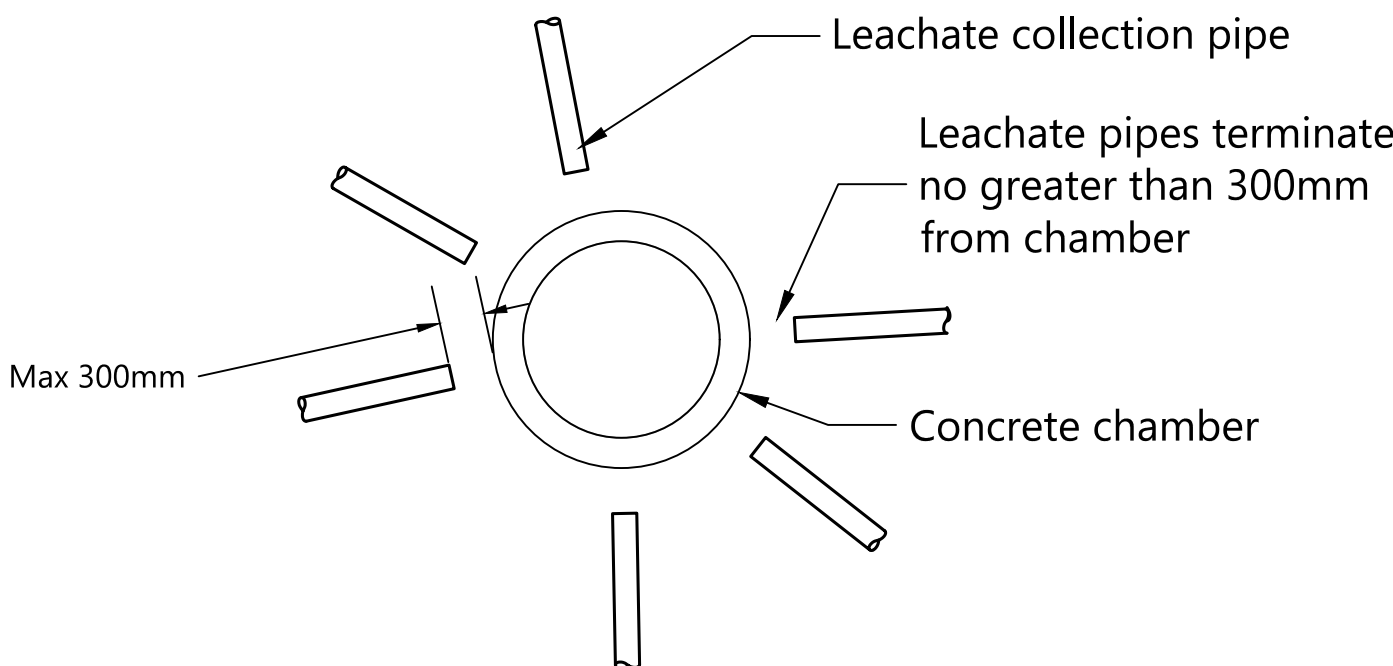 Leachate collection pipe
Leachate pipes terminate
no greater than 300mm
from chamber
Max 300mm
Concrete chamber